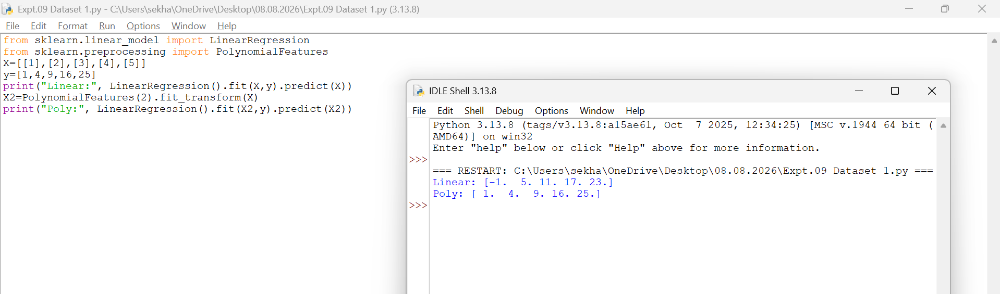 Expt.09 Dataset 1.py - C:\Users\sekha\OneDrive\Desktop\08.08.2026\Expt.09 Dataset 1.py (3.13.8)
File Edit Format Run Options Window Help
from sklearn.linear_model import LinearRegression
from sklearn.preprocessing import PolynomialFeatures
X=[[1],[2],[3],[4],[5]]
y=[1,4,9,16,25]
print("Linear:", LinearRegression().fit(X,y).predict(X))
X2=PolynomialFeatures(2).fit_transform(X)
print("Poly:", LinearRegression().fit(X2,y).predict(X2))
IDLE Shell 3.13.8
File Edit Shell Debug Options Window Help
Python 3.13.8 (tags/v3.13.8:a15ae61, Oct  7 2025, 12:34:25) [MSC v.1944 64 bit (
AMD64)] on win32
Enter "help" below or click "Help" above for more information.
>>>
=== RESTART: C:\Users\sekha\OneDrive\Desktop\08.08.2026\Expt.09 Dataset 1.py ===
Linear: [-1.  5. 11. 17. 23.]
Poly: [ 1.  4.  9. 16. 25.]
>>>